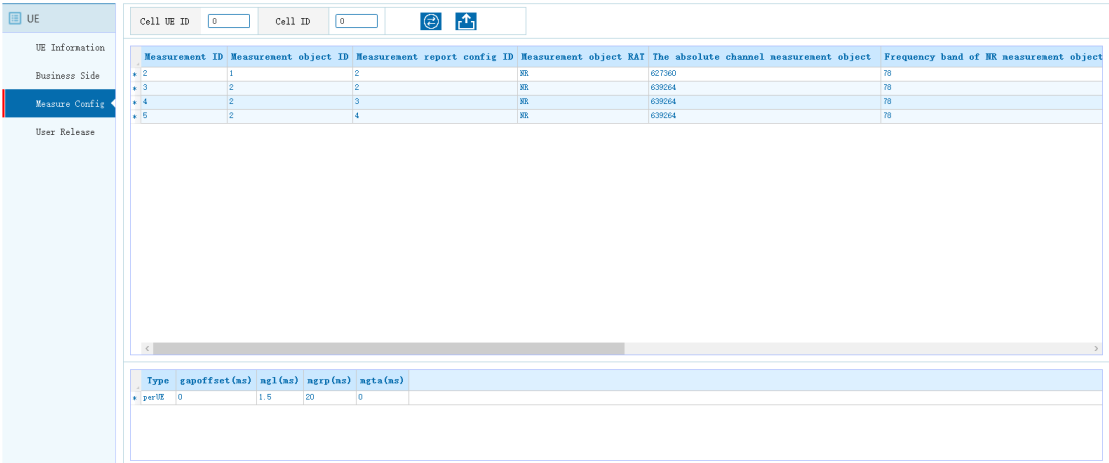 UE
UE Information
Business Side
Measure Config
User Release
Cell UE ID 0 Cell ID 0
Measurement ID Measurement object ID Measurement report config ID Measurement object RAT The absolute channel measurement object Frequency band of NR measurement object
* 2 1 2 NR 627360 78
* 3 2 2 NR 639264 78
* 4 2 3 NR 639264 78
* 5 2 4 NR 639264 78
Type gapoffset(ms) mgl(ms) mgrp(ms) mgta(ms)
* perUE 0 1.5 20 0